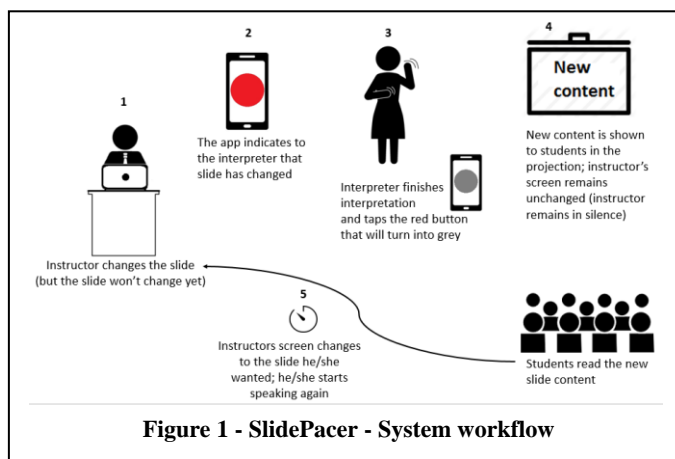 1
Instructor changes the slide
(but the slide won't change yet)
2
The app indicates to
the interpreter that
slide has changed
3
Interpreter finishes
interpretation
and taps the red button
that will turn into grey
4
New
content
New content is shown
to students in the
projection; instructor's
screen remains
unchanged (instructor
remains in silence)
Students read the new
slide content
5
Instructors screen changes
to the slide he/she
wanted; he/she starts
speaking again
Figure 1 - SlidePacer - System workflow